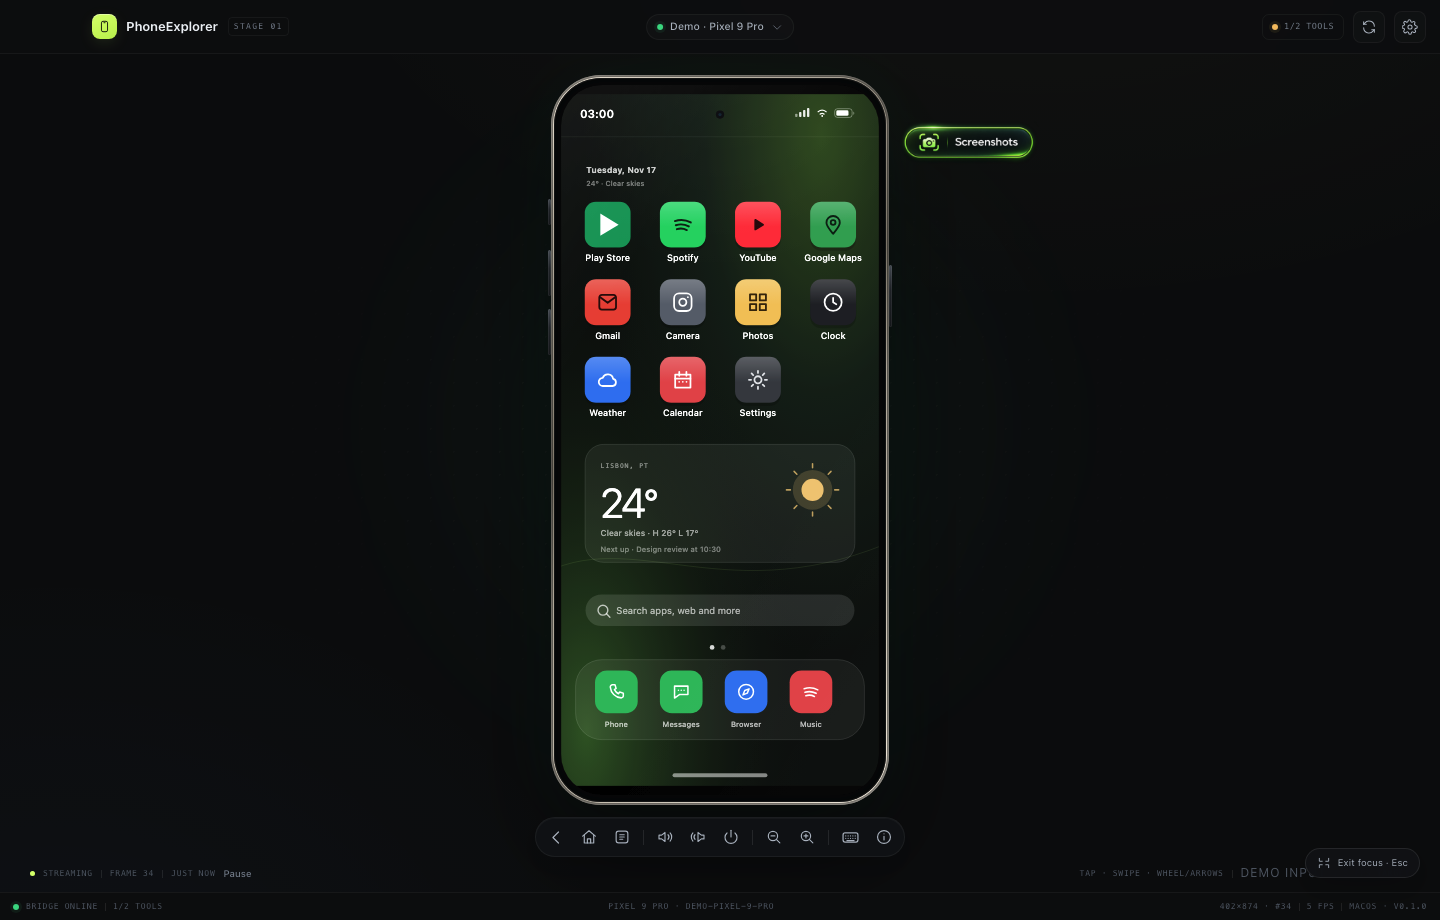 PhoneExplorer STAGE 01
Demo · Pixel 9 Pro
1/2 TOOLS
03:00
Screenshots
Tuesday, Nov 17
24° · Clear skies
Play Store Spotify YouTube Google Maps
Gmail Camera Photos Clock
Weather Calendar Settings
LISBON, PT
24°
Clear skies · H 26° L 17°
Next up · Design review at 10:30
Search apps, web and more
Phone Messages Browser Music
STREAMING | FRAME 34 | JUST NOW Pause
TAP · SWIPE · WHEEL/ARROWS | DEMO INP
Exit focus · Esc
BRIDGE ONLINE | 1/2 TOOLS
PIXEL 9 PRO · DEMO-PIXEL-9-PRO
402×874 · #34 | 5 FPS | MACOS · V0.1.0